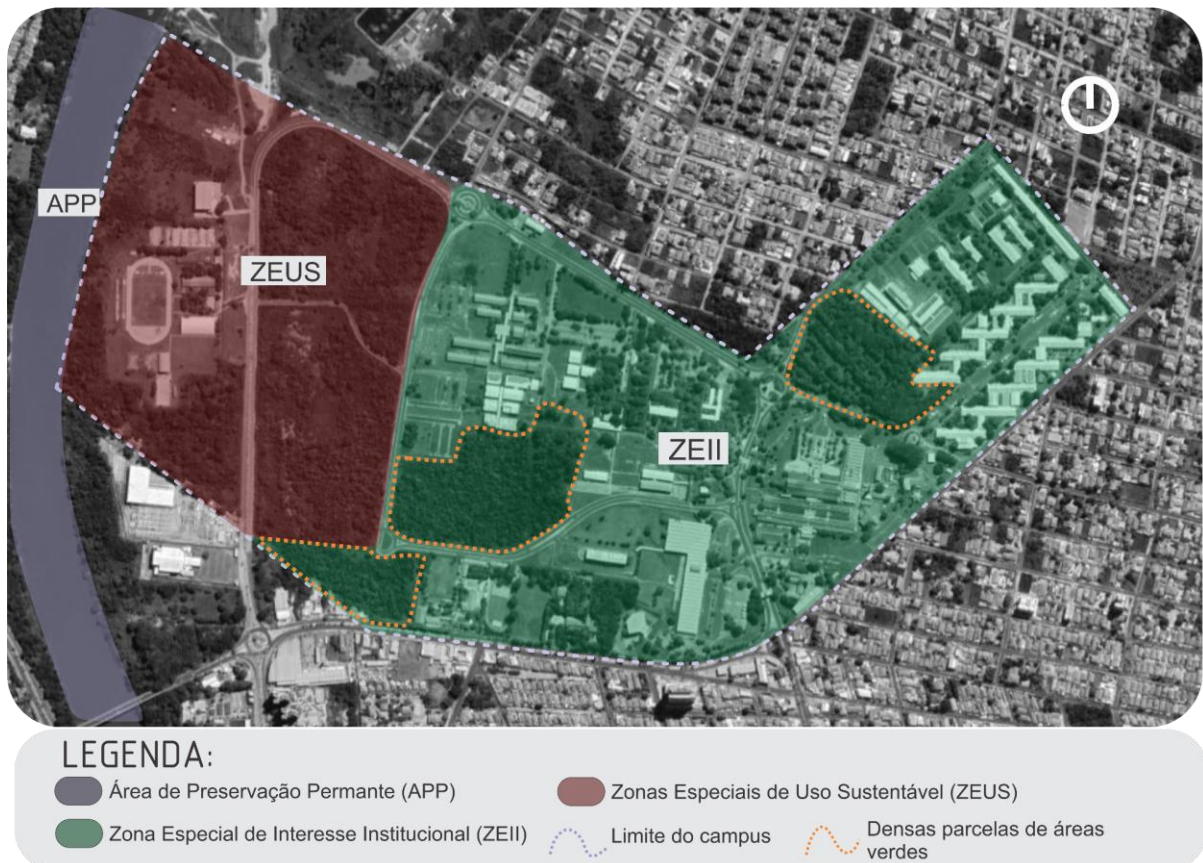 APP
ZEUS
ZEII
LEGENDA:
Área de Preservação Permante (APP)
Zonas Especiais de Uso Sustentável (ZEUS)
Zona Especial de Interesse Institucional (ZEII)
Limite do campus
Densas parcelas de áreas
verdes